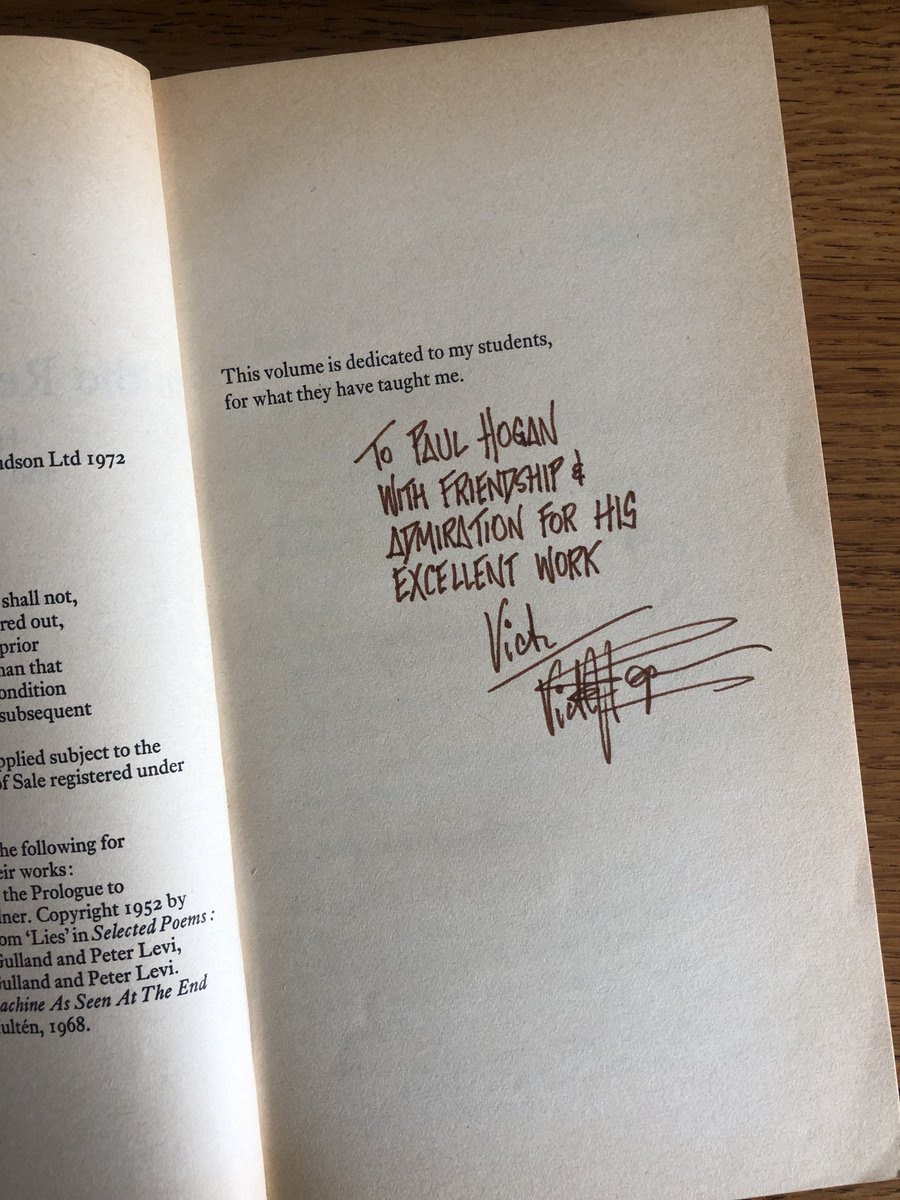 udson Ltd 1972
shall not,
red out,
prior
han that
ondition
subsequent
pplied subject to the
of Sale registered under
he following for
eir works:
the Prologue to
lner. Copyright 1952 by
om 'Lies' in Selected Poems:
Gulland and Peter Levi,
Gulland and Peter Levi.
achine As Seen At The End
ultén, 1968.
This volume is dedicated to my students,
for what they have taught me.
TO PAUL HOGAN
WITH FRIENDSHIP &
ADMIRATION FOR HIS
EXCELLENT WORK